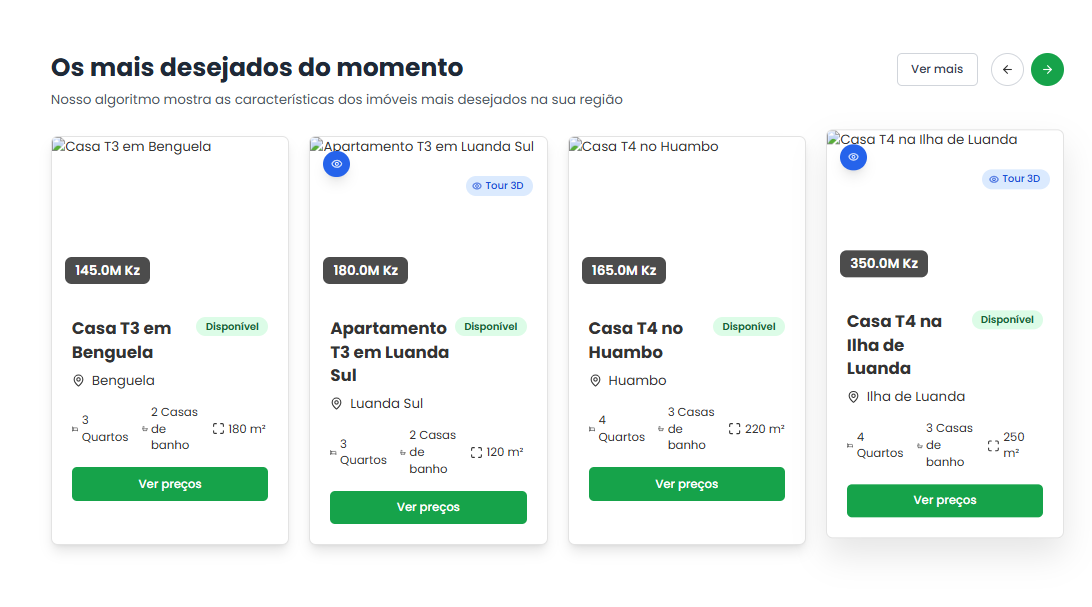 Os mais desejados do momento
Nosso algoritmo mostra as características dos imóveis mais desejados na sua região
Ver mais
Casa T3 em Benguela
145.0M Kz
Casa T3 em
Benguela
Disponível
Benguela
3
Quartos
2 Casas
de
banho
180 m²
Ver preços
Apartamento T3 em Luanda Sul
Tour 3D
180.0M Kz
Apartamento
T3 em Luanda
Sul
Disponível
Luanda Sul
3
Quartos
2 Casas
de
banho
120 m²
Ver preços
Casa T4 no Huambo
165.0M Kz
Casa T4 no
Huambo
Disponível
Huambo
4
Quartos
3 Casas
de
banho
220 m²
Ver preços
Casa T4 na Ilha de Luanda
Tour 3D
350.0M Kz
Casa T4 na
Ilha de
Luanda
Disponível
Ilha de Luanda
4
Quartos
3 Casas
de
banho
250
m²
Ver preços